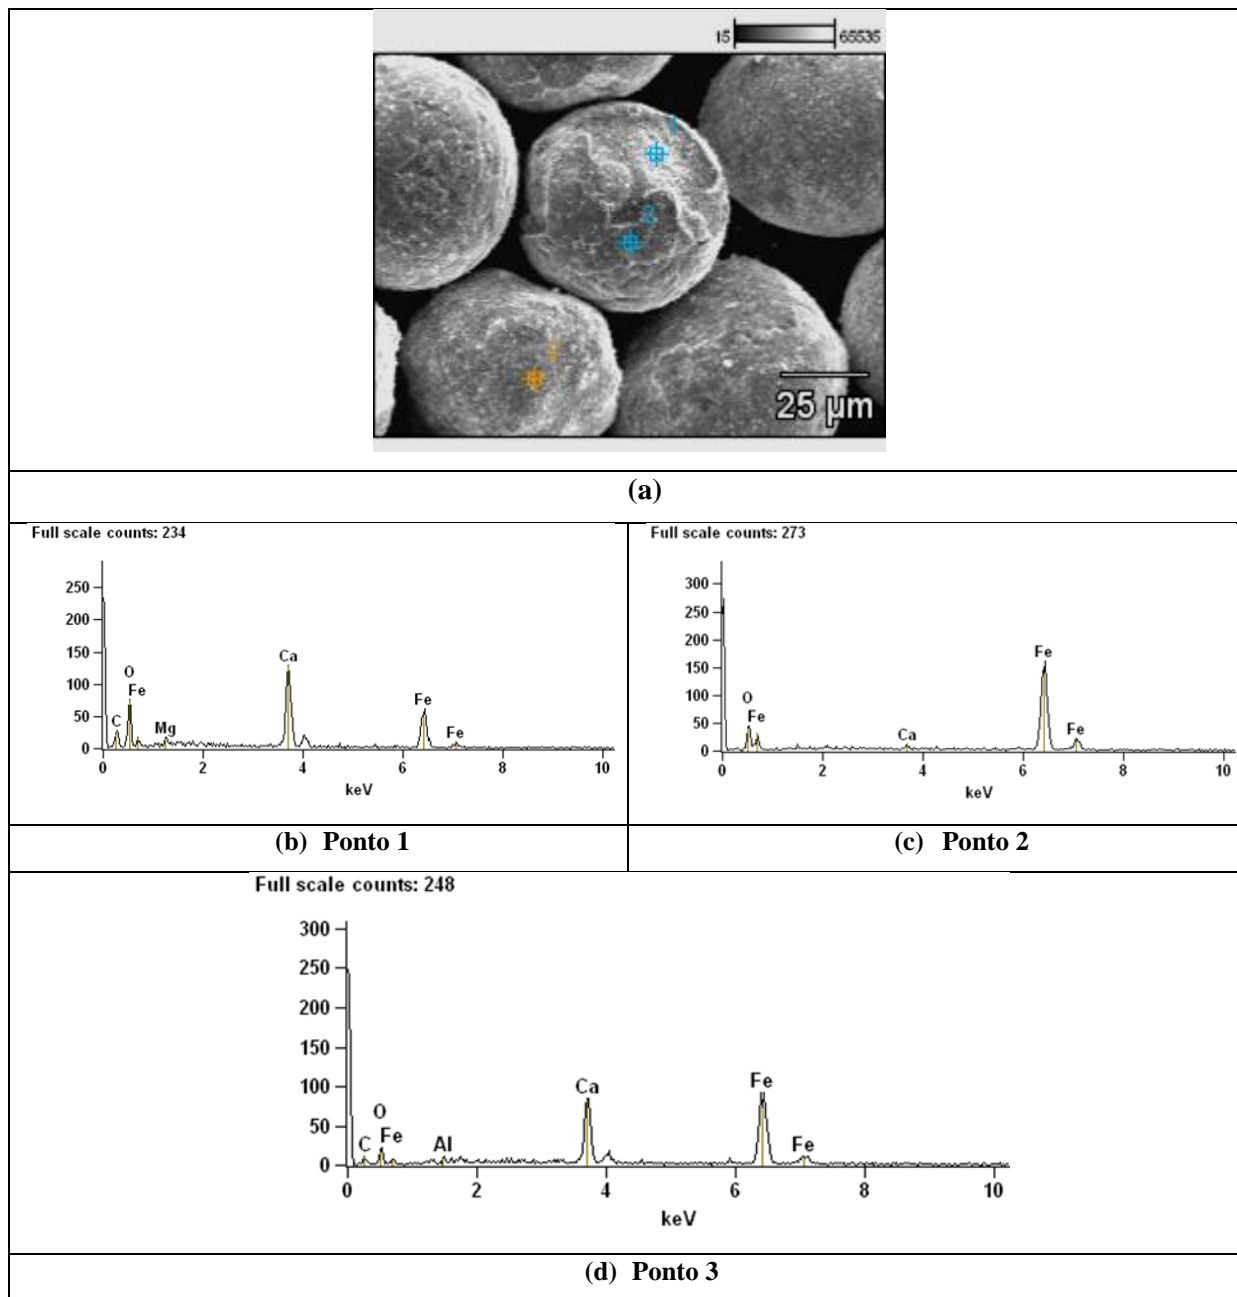 15 65535
1
3
25 µm
(a)
Full scale counts: 234
250
200
150
100
50
0
O
Fe
C
Mg
Ca
Fe
Fe
0 2 4 6 8 10
keV
(b) Ponto 1
Full scale counts: 273
300
250
200
150
100
50
0
O
Fe
Ca
Fe
Fe
0 2 4 6 8 10
keV
(c) Ponto 2
Full scale counts: 248
300
250
200
150
100
50
0
O
C Fe
Al
Ca
Fe
Fe
0 2 4 6 8 10
keV
(d) Ponto 3